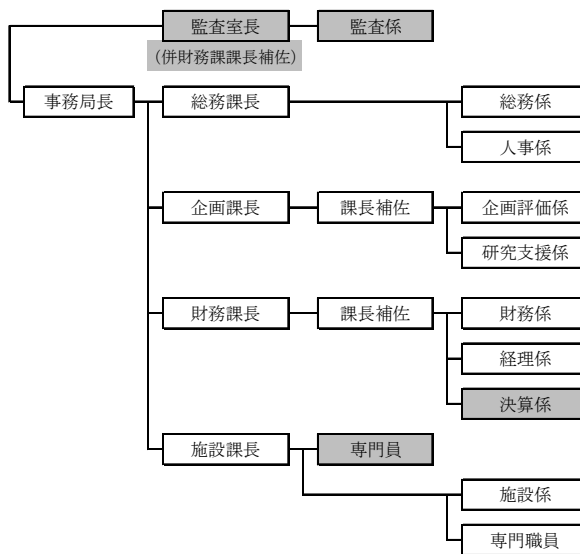 監査室長
監査係
(併財務課課長補佐)
事務局長
総務課長
総務係
人事係
企画課長
課長補佐
企画評価係
研究支援係
財務課長
課長補佐
財務係
経理係
決算係
施設課長
専門員
施設係
専門職員